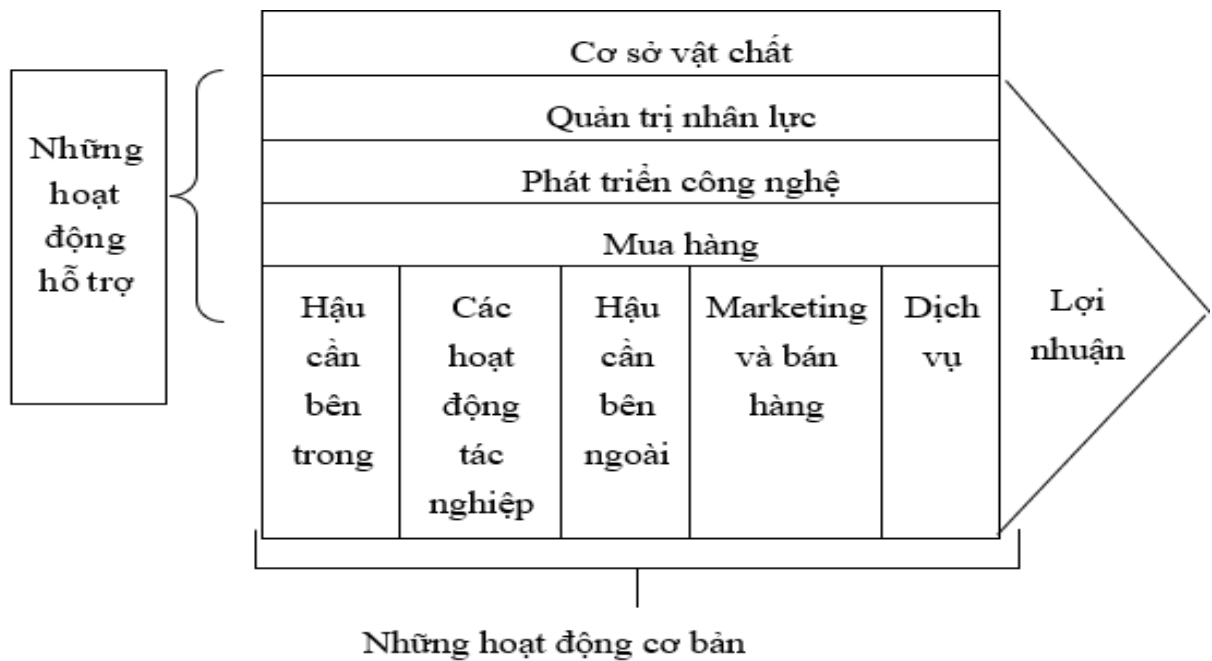 Cơ sở vật chất
Quản trị nhân lực
Phát triển công nghệ
Mua hàng
Những
hoạt
động
hỗ trợ
Hậu
cần
bên
trong
Các
hoạt
động
tác
nghiệp
Hậu
cần
bên
ngoài
Marketing
và bán
hàng
Dịch
vụ
Lợi
nhuận
Những hoạt động cơ bản